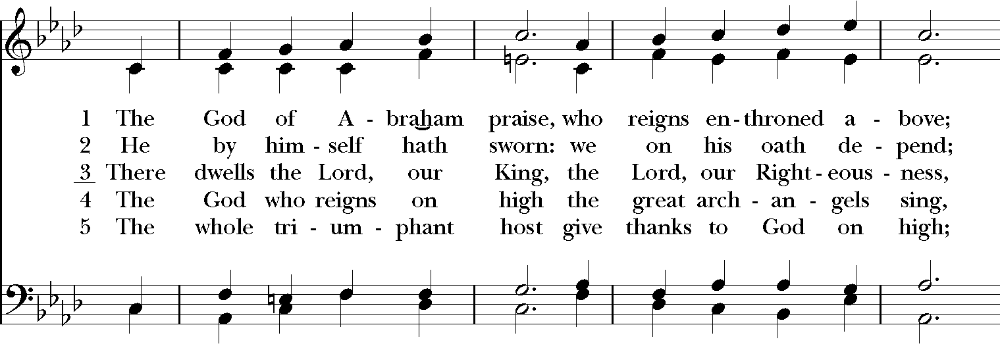 1 The God of A - braham praise, who reigns en - throned a - bove;
2 He by him - self hath sworn: we on his oath de - pend;
3 There dwells the Lord, our King, the Lord, our Right - eous - ness,
4 The God who reigns on high the great arch - an - gels sing,
5 The whole tri - um - phant host give thanks to God on high;